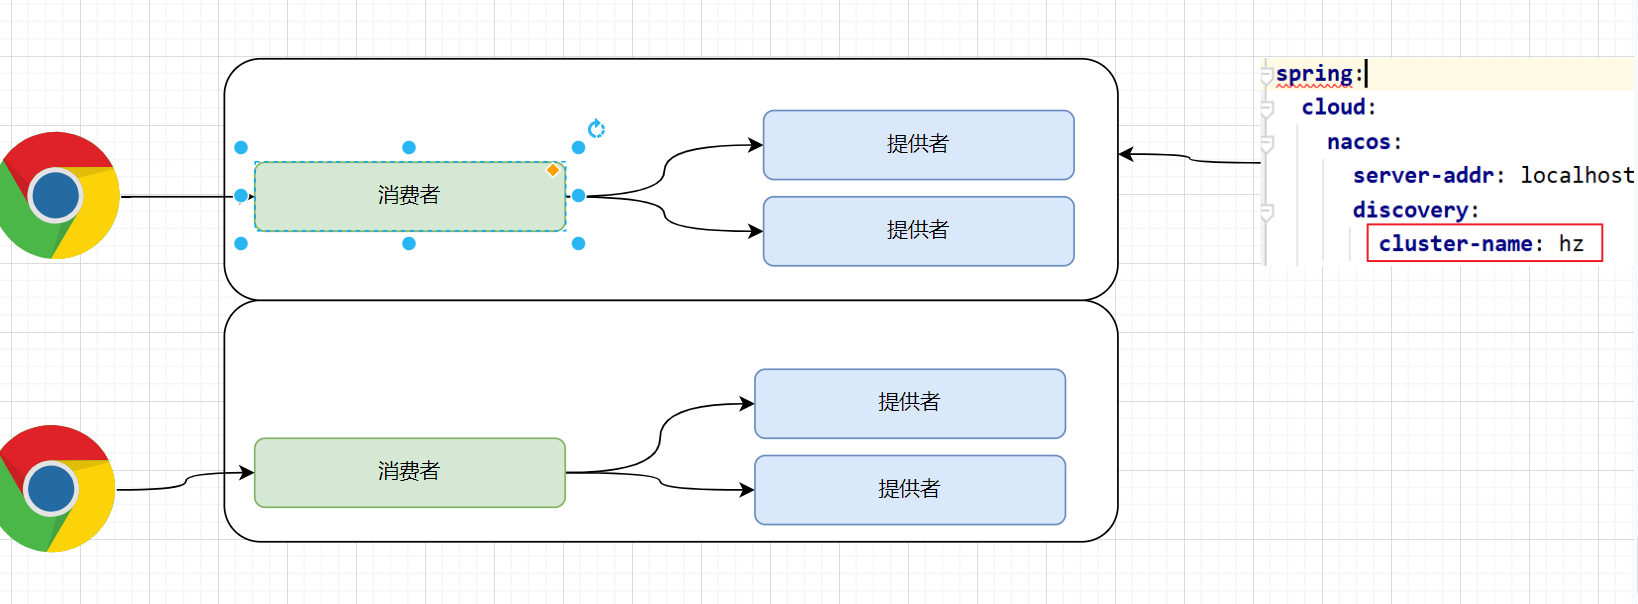 消费者
提供者
提供者
spring:
cloud:
nacos:
server-addr: localhost
discovery:
cluster-name: hz
消费者
提供者
提供者